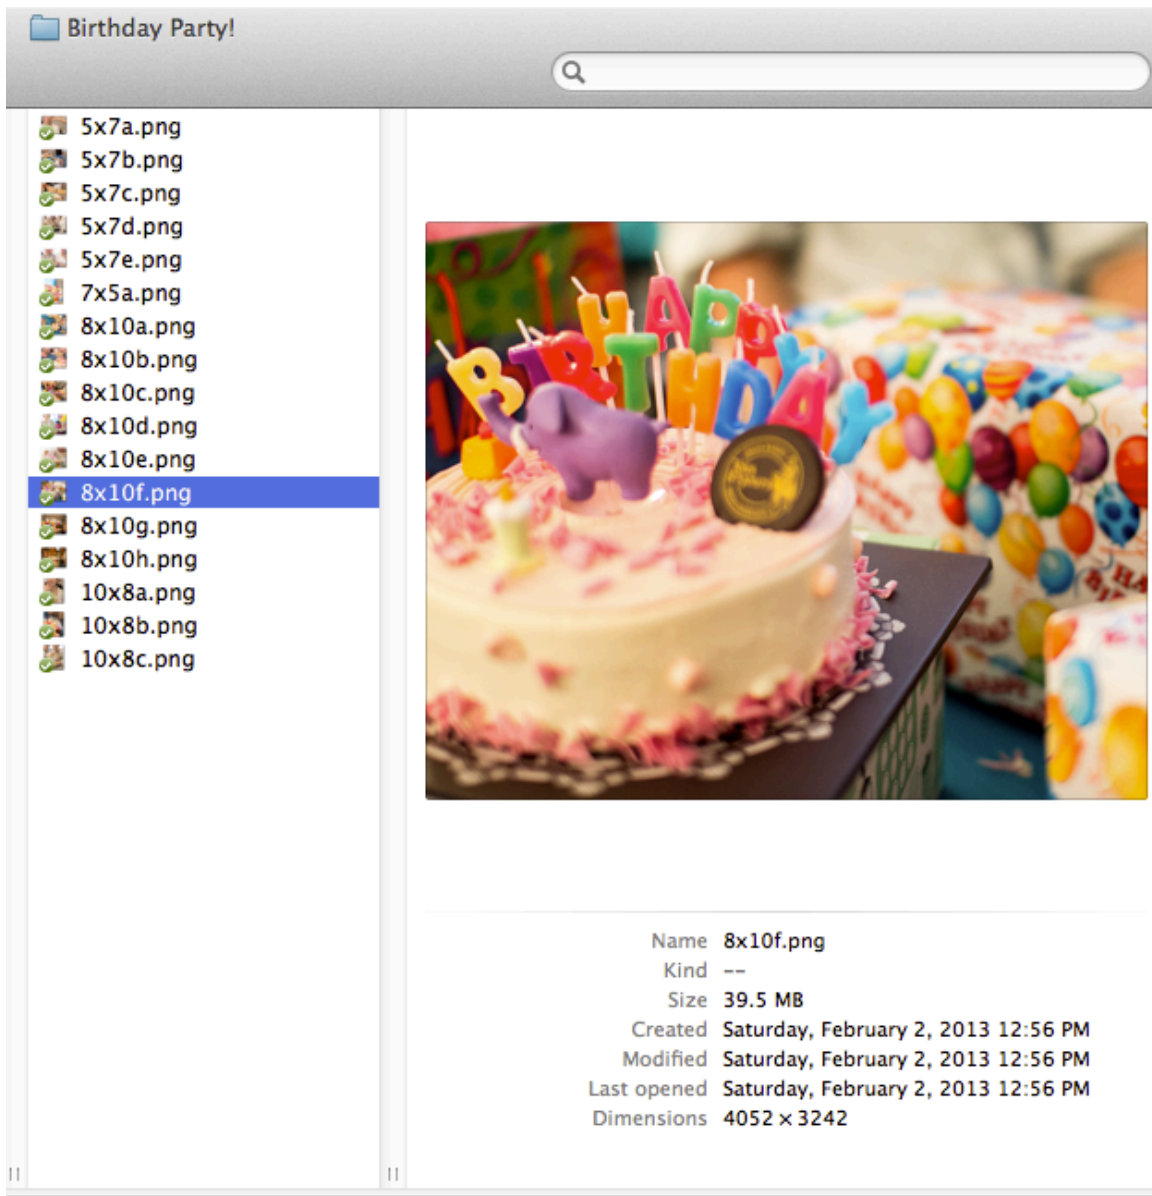 Birthday Party!
5x7a.png
5x7b.png
5x7c.png
5x7d.png
5x7e.png
7x5a.png
8x10a.png
8x10b.png
8x10c.png
8x10d.png
8x10e.png
8x10f.png
8x10g.png
8x10h.png
10x8a.png
10x8b.png
10x8c.png
HAPPY
BIRTHDAY
Name 8x10f.png
Kind --
Size 39.5 MB
Created Saturday, February 2, 2013 12:56 PM
Modified Saturday, February 2, 2013 12:56 PM
Last opened Saturday, February 2, 2013 12:56 PM
Dimensions 4052 × 3242